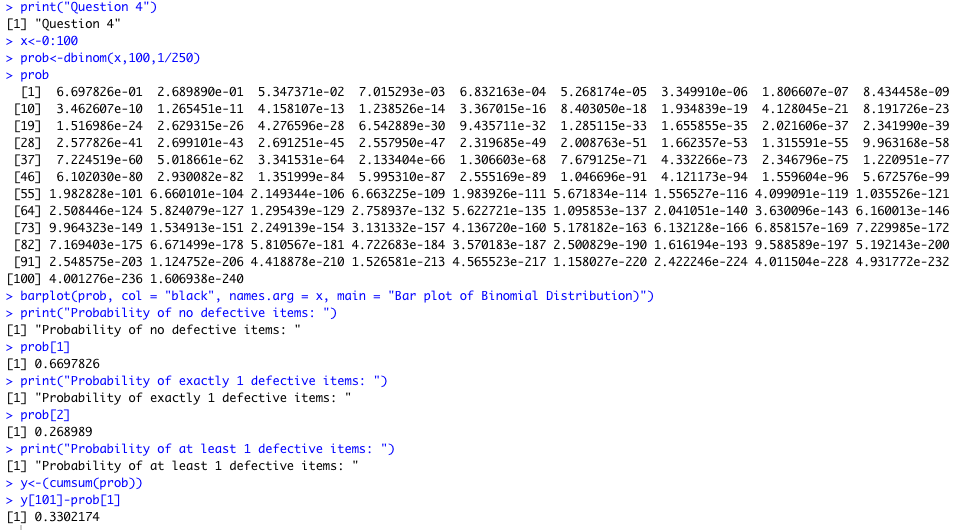 > print("Question 4")
[1] "Question 4"
> x<-0:100
> prob<-dbinom(x,100,1/250)
> prob
[1] 6.697826e-01 2.689890e-01 5.347371e-02 7.015293e-03 6.832163e-04 5.268174e-05 3.349910e-06 1.806607e-07 8.434458e-09
[10] 3.462607e-10 1.265451e-11 4.158107e-13 1.238526e-14 3.367015e-16 8.403050e-18 1.934839e-19 4.128045e-21 8.191726e-23
[19] 1.516986e-24 2.629315e-26 4.276596e-28 6.542889e-30 9.435711e-32 1.285115e-33 1.655855e-35 2.021606e-37 2.341990e-39
[28] 2.577826e-41 2.699101e-43 2.691251e-45 2.557950e-47 2.319685e-49 2.008763e-51 1.662357e-53 1.315591e-55 9.963168e-58
[37] 7.224519e-60 5.018661e-62 3.341531e-64 2.133404e-66 1.306603e-68 7.679125e-71 4.332266e-73 2.346796e-75 1.220951e-77
[46] 6.102030e-80 2.930082e-82 1.351999e-84 5.995310e-87 2.555169e-89 1.046696e-91 4.121173e-94 1.559604e-96 5.672576e-99
[55] 1.982828e-101 6.660101e-104 2.149344e-106 6.663225e-109 1.983926e-111 5.671834e-114 1.556527e-116 4.099091e-119 1.035526e-121
[64] 2.508446e-124 5.824079e-127 1.295439e-129 2.758937e-132 5.622721e-135 1.095853e-137 2.041051e-140 3.630096e-143 6.160013e-146
[73] 9.964323e-149 1.534913e-151 2.249139e-154 3.131332e-157 4.136720e-160 5.178182e-163 6.132128e-166 6.858157e-169 7.229985e-172
[82] 7.169403e-175 6.671499e-178 5.810567e-181 4.722683e-184 3.570183e-187 2.500829e-190 1.616194e-193 9.588589e-197 5.192143e-200
[91] 2.548575e-203 1.124752e-206 4.418878e-210 1.526581e-213 4.565523e-217 1.158027e-220 2.422246e-224 4.011504e-228 4.931772e-232
[100] 4.001276e-236 1.606938e-240
> barplot(prob, col = "black", names.arg = x, main = "Bar plot of Binomial Distribution)")
> print("Probability of no defective items: ")
[1] "Probability of no defective items: "
> prob[1]
[1] 0.6697826
> print("Probability of exactly 1 defective items: ")
[1] "Probability of exactly 1 defective items: "
> prob[2]
[1] 0.268989
> print("Probability of at least 1 defective items: ")
[1] "Probability of at least 1 defective items: "
> y<-(cumsum(prob))
> y[101]-prob[1]
[1] 0.3302174